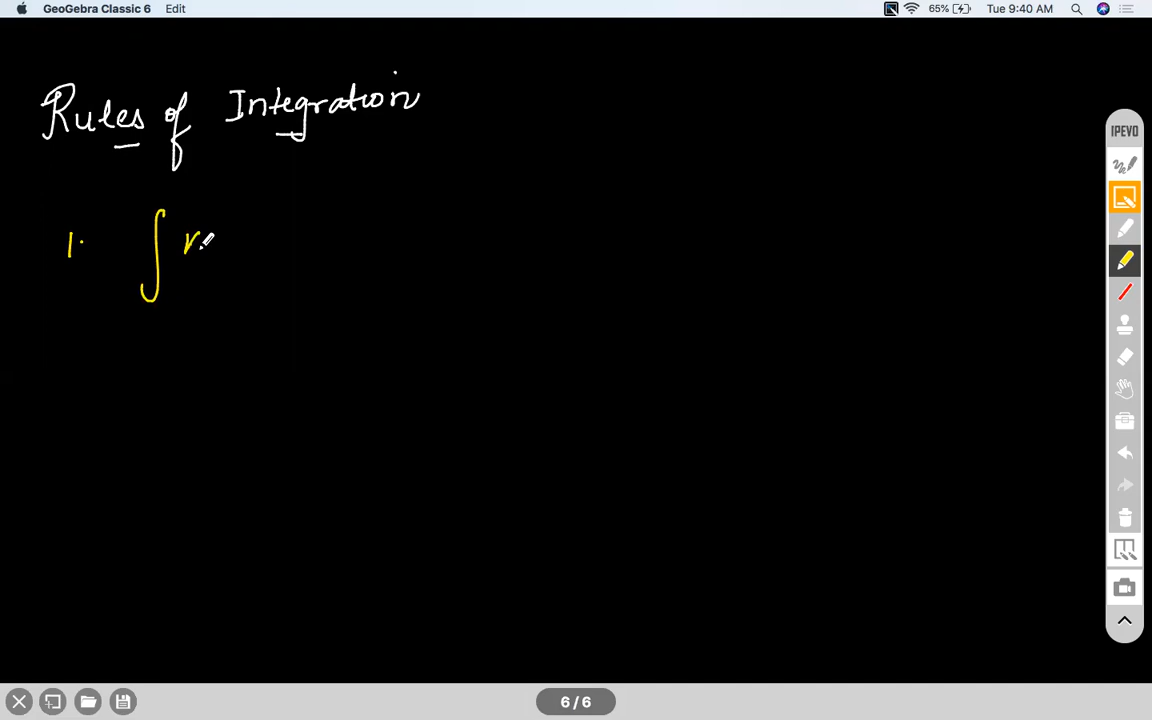 GeoGebra Classic 6 Edit 65% Tue 9:40 AM
Rules of Integration
IPEVO
1. ∫
6 / 6